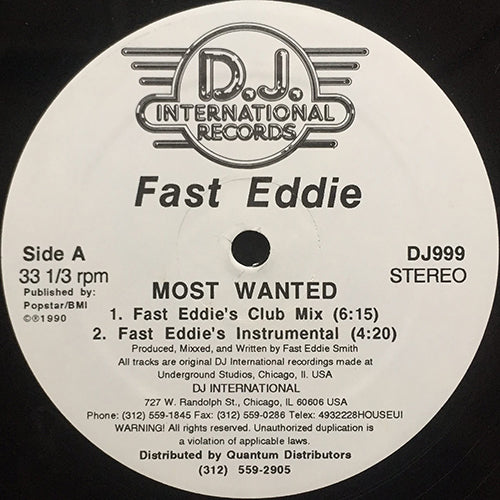 D.J.
INTERNATIONAL
RECORDS
Fast Eddie
Side A
33 1/3 rpm
Published by:
Popstar/BMI
©℗1990
DJ999
STEREO
MOST WANTED
1. Fast Eddie's Club Mix (6:15)
2. Fast Eddie's Instrumental (4:20)
Produced, Mixxed, and Written by Fast Eddie Smith
All tracks are original DJ International recordings made at
Underground Studios, Chicago, Il. USA
DJ INTERNATIONAL
727 W. Randolph St., Chicago, IL 60606 USA
Phone: (312) 559-1845 Fax: (312) 559-0286 Telex: 4932228HOUSEUI
WARNING! All rights reserved. Unauthorized duplication is
a violation of applicable laws.
Distributed by Quantum Distributors
(312) 559-2905